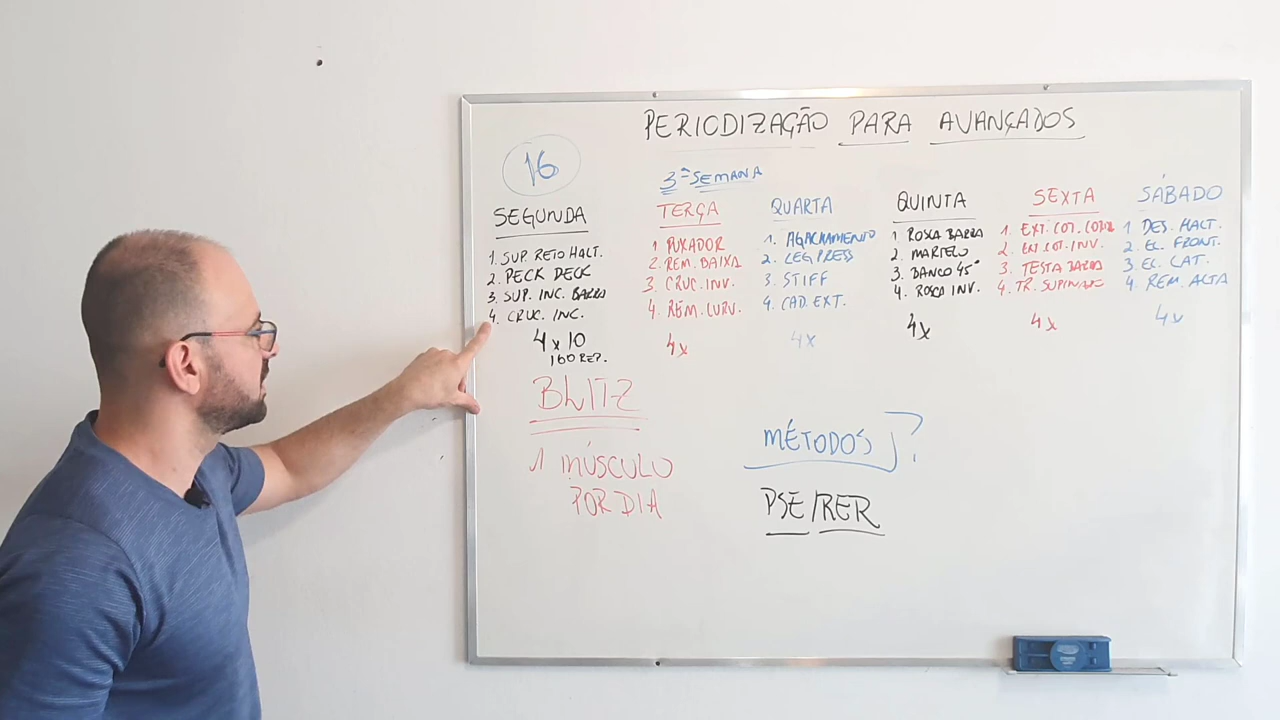 PERIODIZAÇÃO PARA AVANÇADOS
16
3ª SEMANA
SEGUNDA
1. SUP. RETO HALT.
2. PECK DECK
3. SUP. INC. BARRA
4. CRUC. INC.
4x10
160 REP.
TERÇA
1 PUXADOR
2. REM. BAIXA
3. CRUC. INV.
4. REM. CURV.
4x
QUARTA
1. AGACHAMENTO
2. LEG PRESS
3. STIFF
4. CAD. EXT.
4x
QUINTA
1. ROSCA BARRA
2. MARTELO
3. BANCO 45°
4. ROSCA INV.
4x
SEXTA
1. EXT. COT. CORDA
2. EXT. COT. INV.
3. TESTA BARRA
4. TR. SUPINADO
4x
SÁBADO
1 DES. HALT.
2. EL. FRONT.
3. EL. LAT.
4. REM. ALTA
4x
BLITZ
1 MÚSCULO
POR DIA
MÉTODOS?
PSE/RER